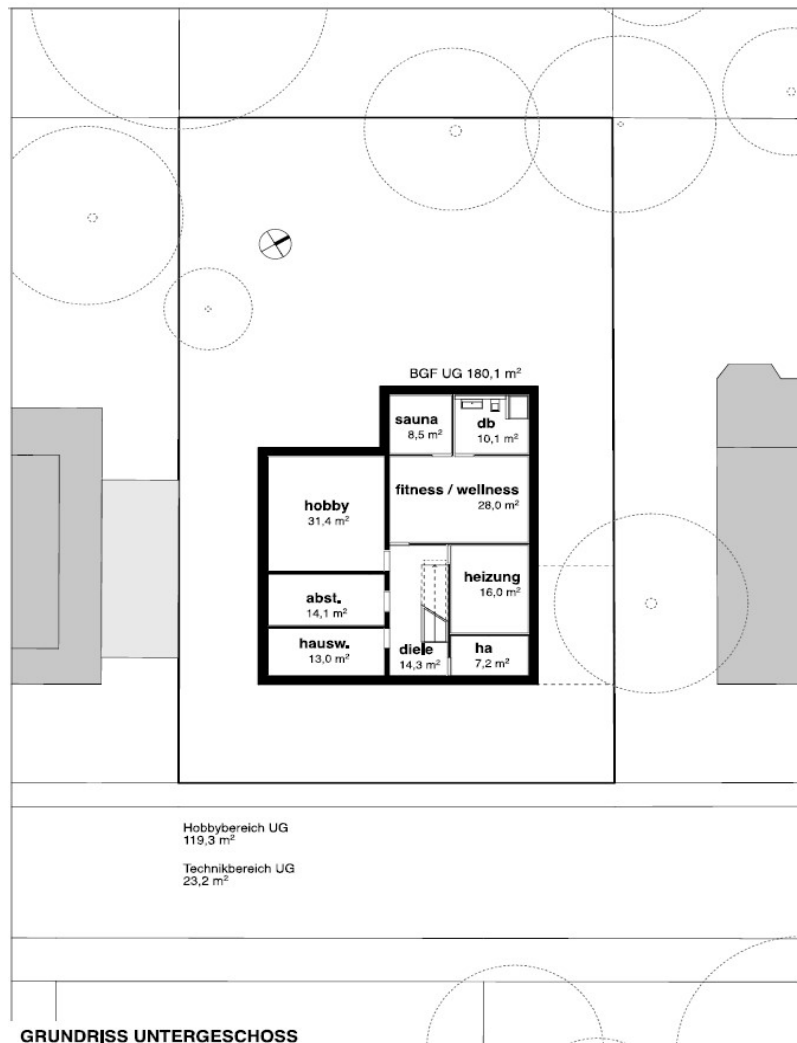 BGF UG 180,1 m²
sauna
8,5 m²
db
10,1 m²
hobby
31,4 m²
fitness / wellness
28,0 m²
abst.
14,1 m²
heizung
16,0 m²
hausw.
13,0 m²
diele
14,3 m²
ha
7,2 m²
Hobbybereich UG
119,3 m²
Technikbereich UG
23,2 m²
GRUNDRISS UNTERGESCHOSS